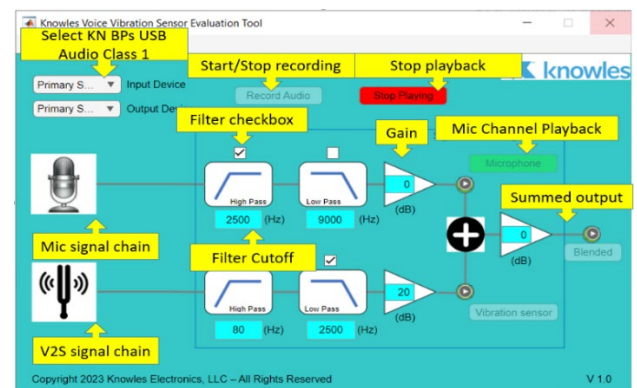 Knowles Voice Vibration Sensor Evaluation Tool
Select KN BPs USB
Audio Class 1
Start/Stop recording
Stop playback
knowles
Primary S...
Input Device
Record Audio
Stop Playing
Primary S...
Output
Filter checkbox
Gain
Mic Channel Playback
Microphone
High Pass
Low Pass
0
Summed output
2500 (Hz)
9000 (Hz)
(dB)
Mic signal chain
Filter Cutoff
0
(dB)
Blended
High Pass
Low Pass
20
80 (Hz)
2500 (Hz)
(dB)
Vibration sensor
V2S signal chain
Copyright 2023 Knowles Electronics, LLC – All Rights Reserved
V 1.0